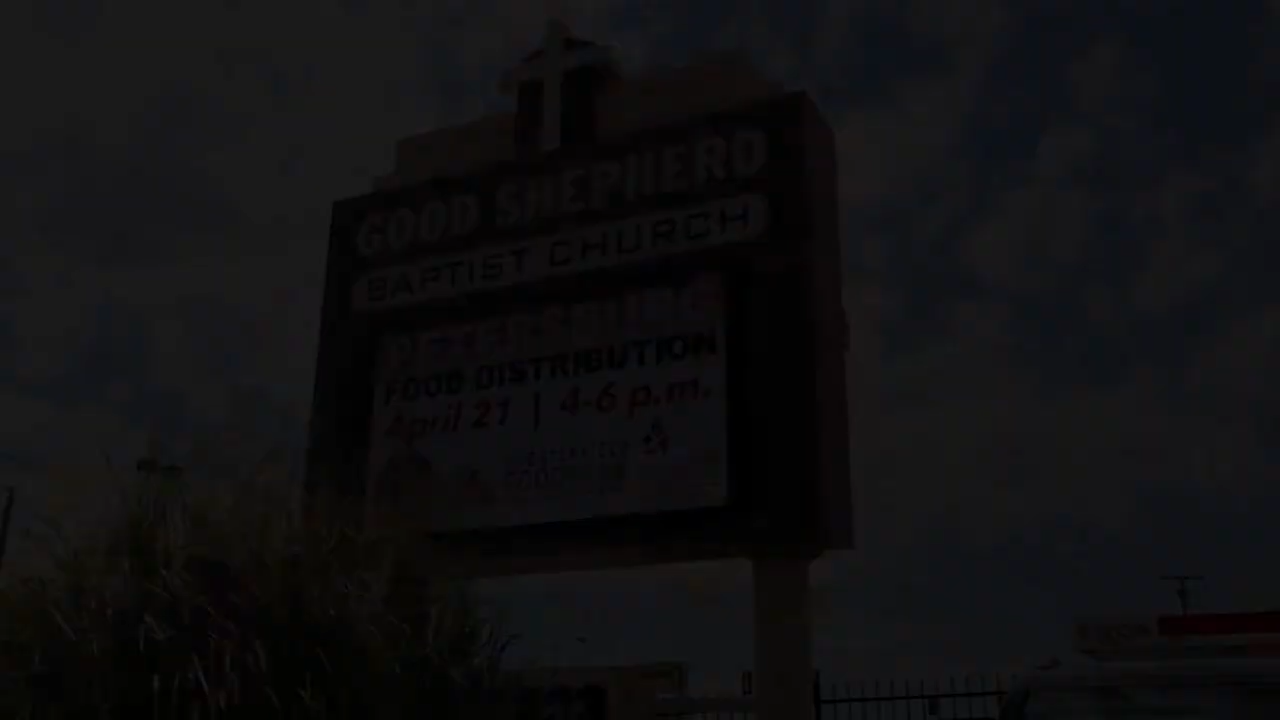 GOOD SHEPHERD
BAPTIST CHURCH
FOOD DISTRIBUTION
April 21 | 4-6 p.m.